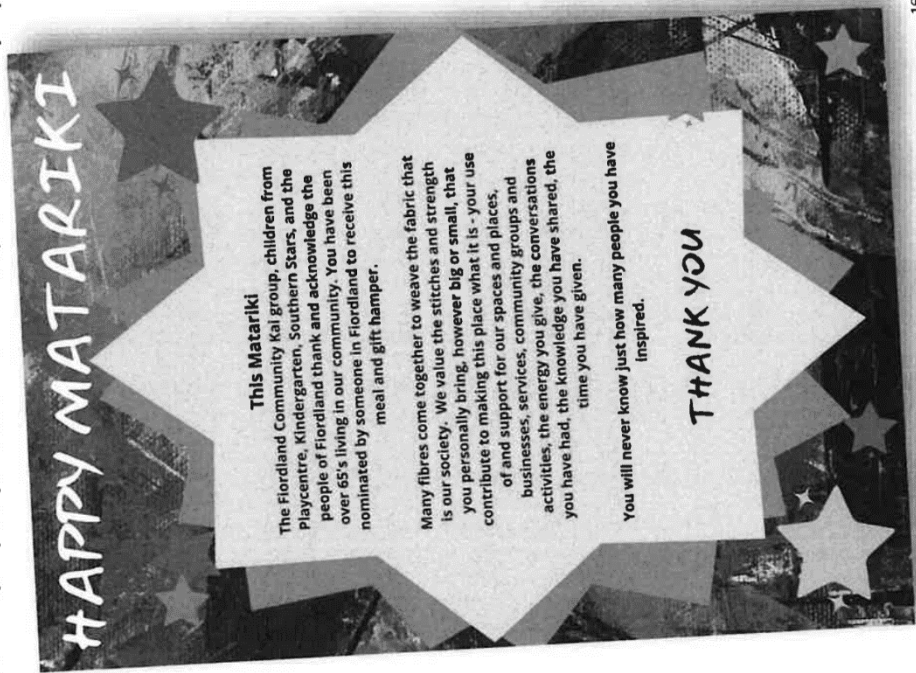 HAPPY MATARIKI
This Matariki
The Fiordland Community Kai group, children from
Playcentre, Kindergarten, Southern Stars, and the
people of Fiordland thank and acknowledge the
over 65's living in our community. You have been
nominated by someone in Fiordland to receive this
meal and gift hamper.
Many fibres come together to weave the fabric that
is our society. We value the stitches and strength
you personally bring, however big or small, that
contribute to making this place what it is - your use
of and support for our spaces and places,
businesses, services, community groups and
activities, the energy you give, the conversations
you have had, the knowledge you have shared, the
time you have given.
You will never know just how many people you have
inspired.
THANK YOU